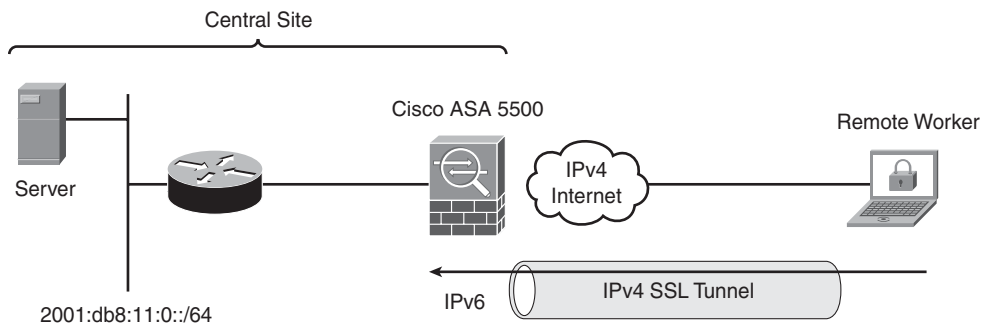 Central Site
Cisco ASA 5500
Remote Worker
Server
IPv4
Internet
IPv6
IPv4 SSL Tunnel
2001:db8:11:0::/64